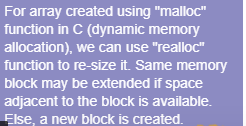 For array created using "malloc"
function in C (dynamic memory
allocation), we can use "realloc"
function to re-size it. Same memory
block may be extended if space
adjacent to the block is available.
Else, a new block is created.